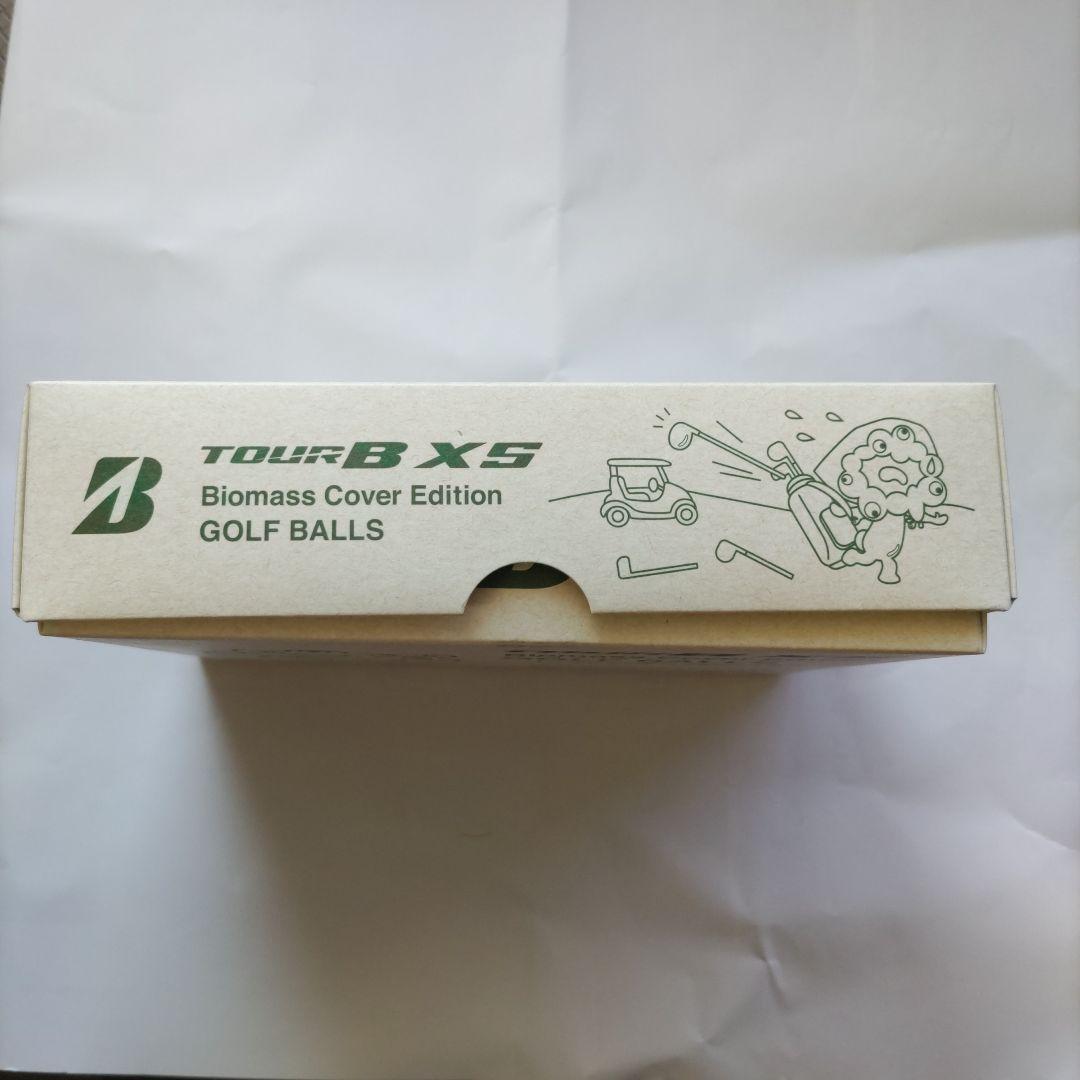 B
TOUR B XS
Biomass Cover Edition
GOLF BALLS